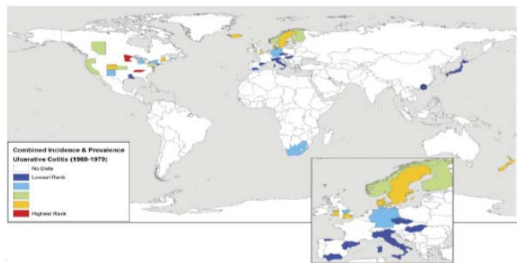 Combined Incidence & Prevalence
Ulcerative Colitis (1960-1979)
No Data
Lowest Rank
Highest Rank